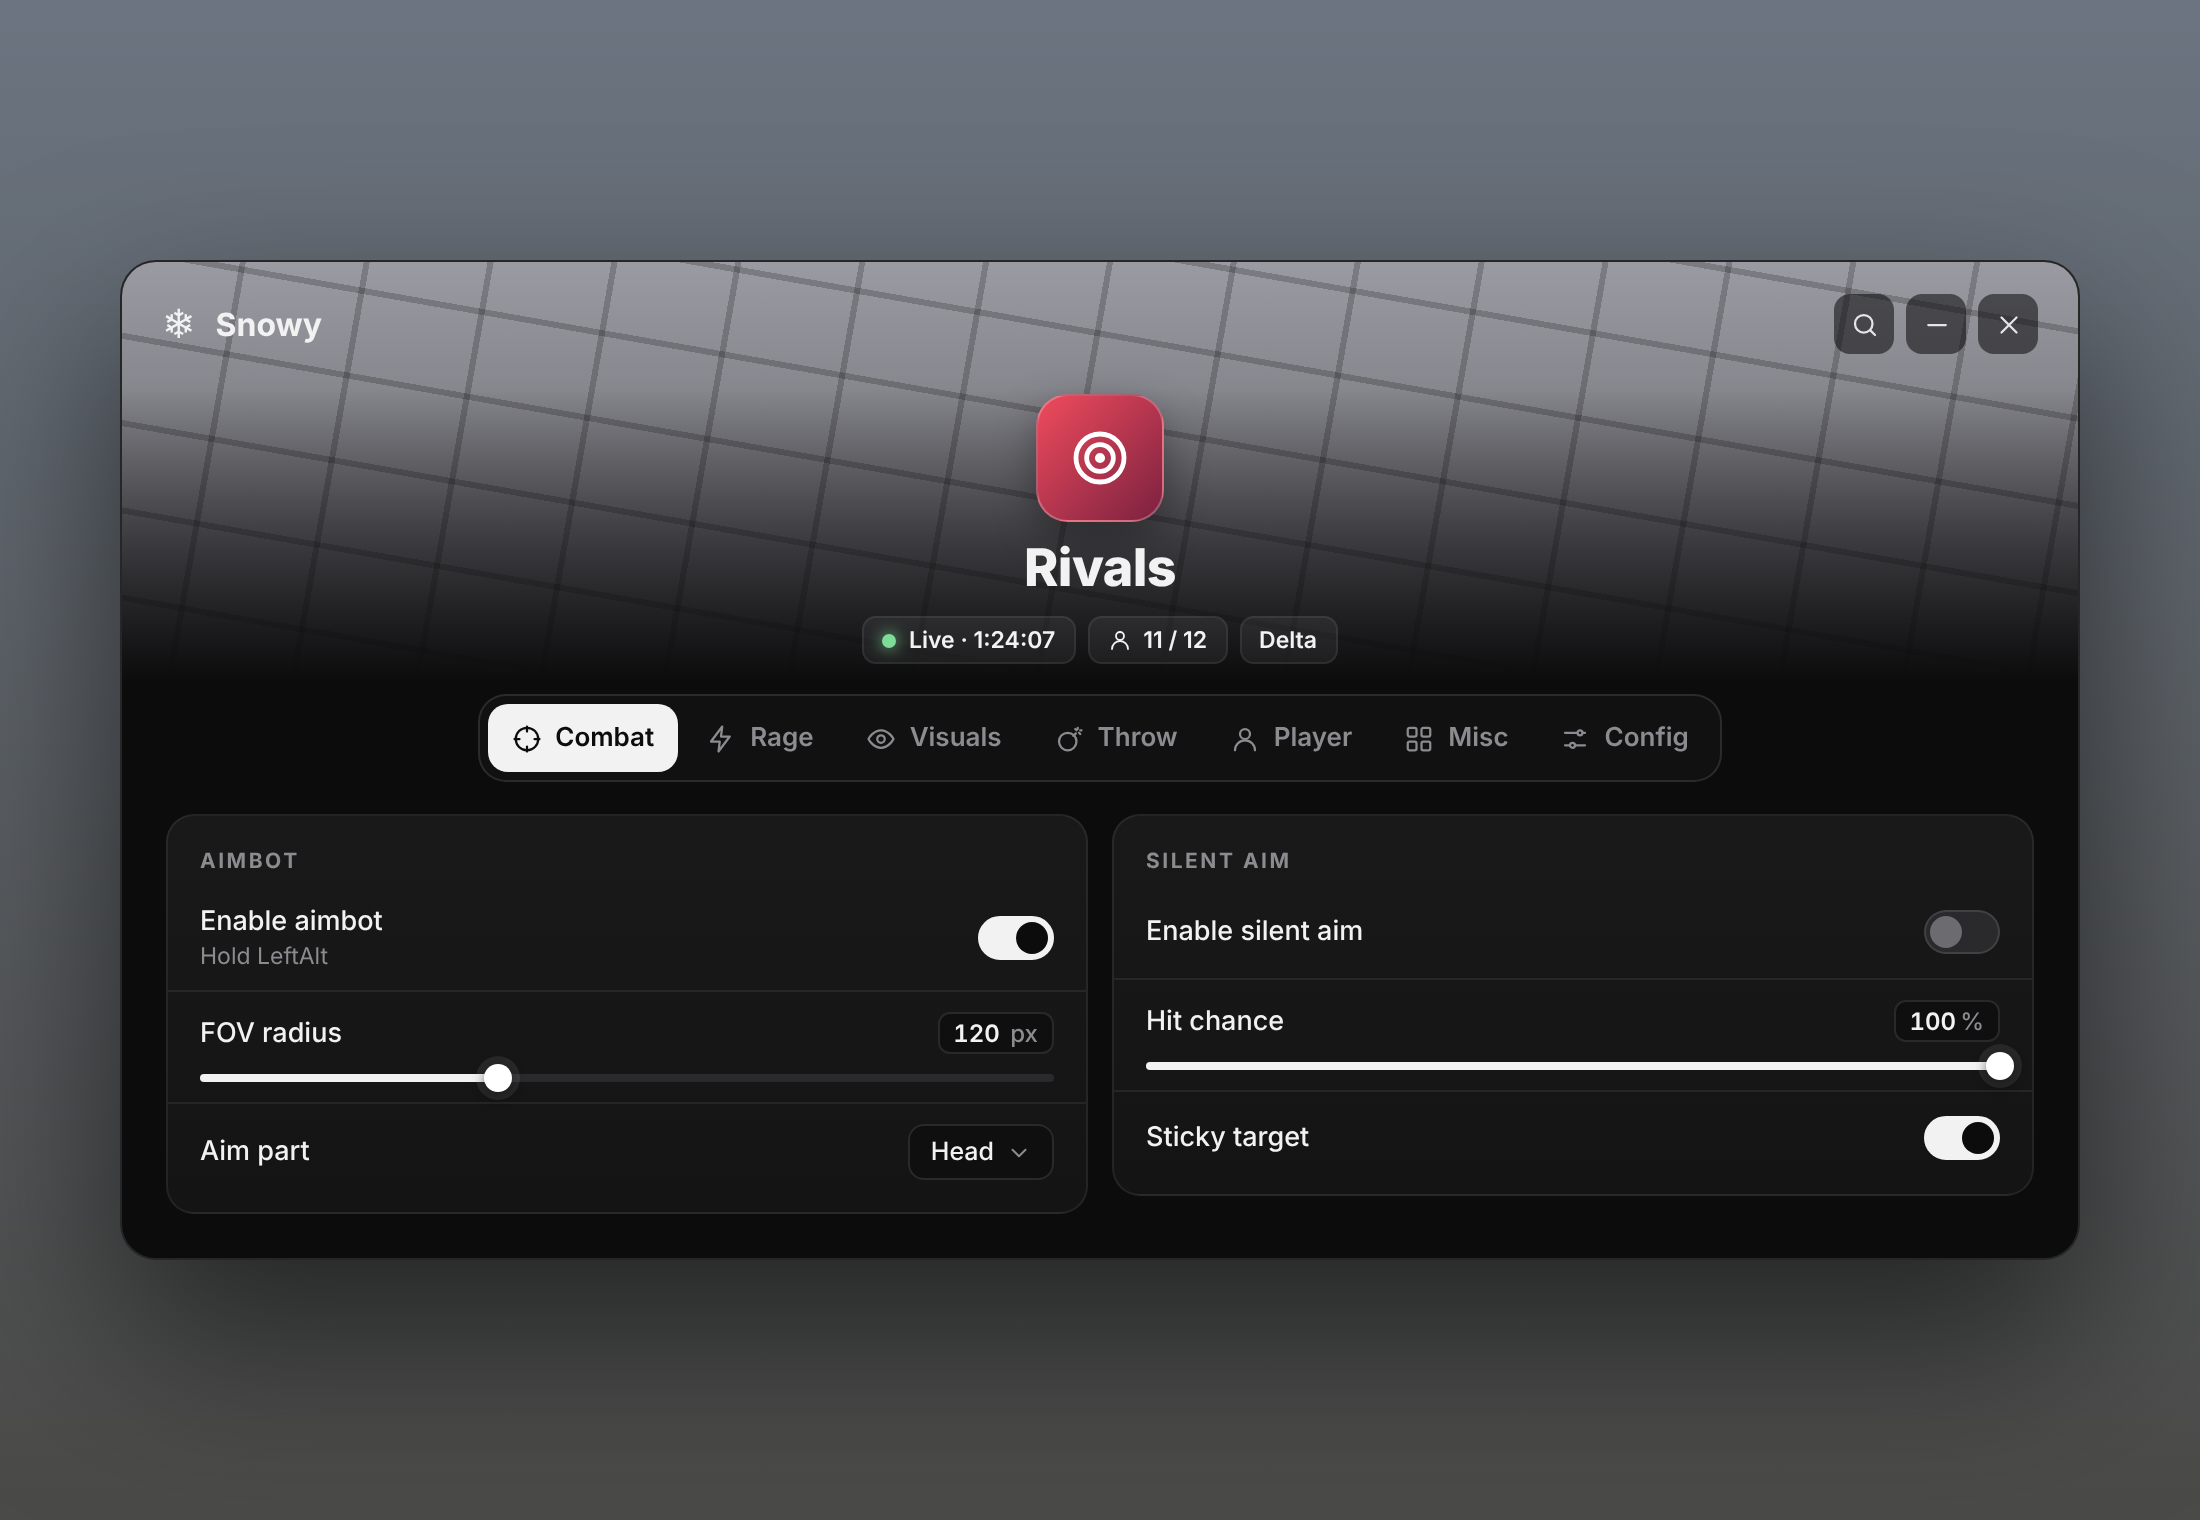 Snowy
Rivals
Live · 1:24:07
11 / 12
Delta
Combat
Rage
Visuals
Throw
Player
Misc
Config
AIMBOT
Enable aimbot
Hold LeftAlt
FOV radius
120 px
Aim part
Head
SILENT AIM
Enable silent aim
Hit chance
100 %
Sticky target